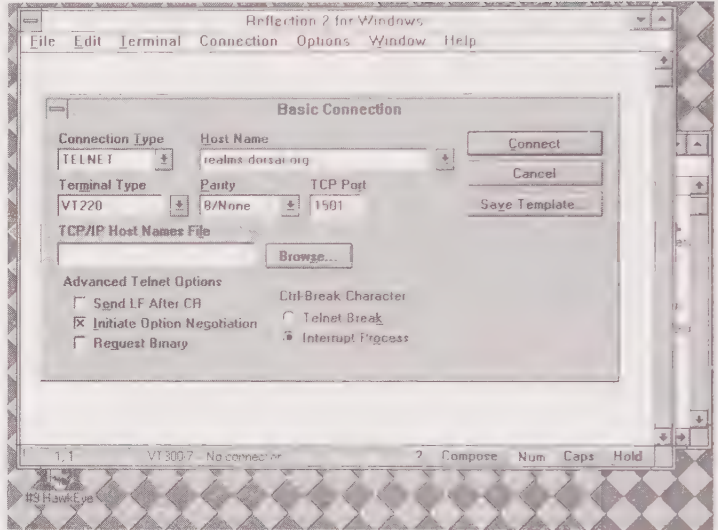 Reflection 2 for Windows
File Edit Terminal Connection Options Window Help
Basic Connection
Connection Type Host Name
TELNET realms.dorsai.org
Connect
Cancel
Terminal Type Parity TCP Port
VT220 8/None 1501
Save Template...
TCP/IP Host Names File
Browse...
Advanced Telnet Options
Send LF After CR
Initiate Option Negotiation
Request Binary
Ctrl-Break Character
Telnet Break
Interrupt Process
1, 1 VT300-7 -- No connection ? Compose Num Caps Hold
#9 HawkEye